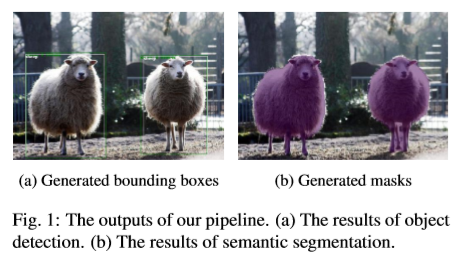 (a) Generated bounding boxes
(b) Generated masks
Fig. 1: The outputs of our pipeline. (a) The results of object
detection. (b) The results of semantic segmentation.